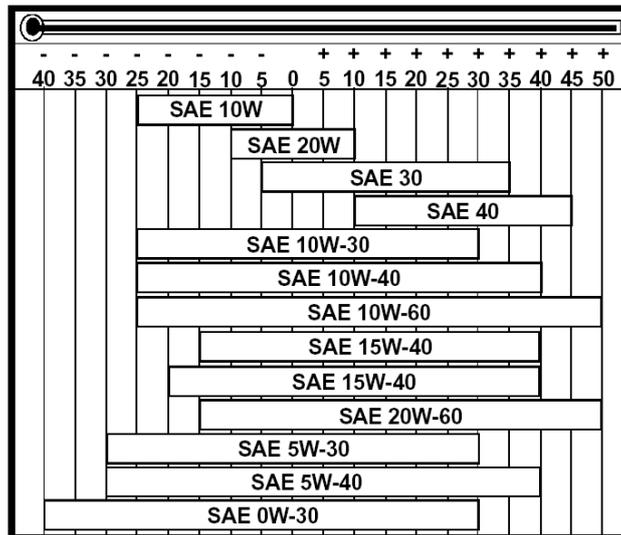 - - - - - - - - + + + + + + + + + +
40 35 30 25 20 15 10 5 0 5 10 15 20 25 30 35 40 45 50
SAE 10W
SAE 20W
SAE 30
SAE 40
SAE 10W-30
SAE 10W-40
SAE 10W-60
SAE 15W-40
SAE 15W-40
SAE 20W-60
SAE 5W-30
SAE 5W-40
SAE 0W-30